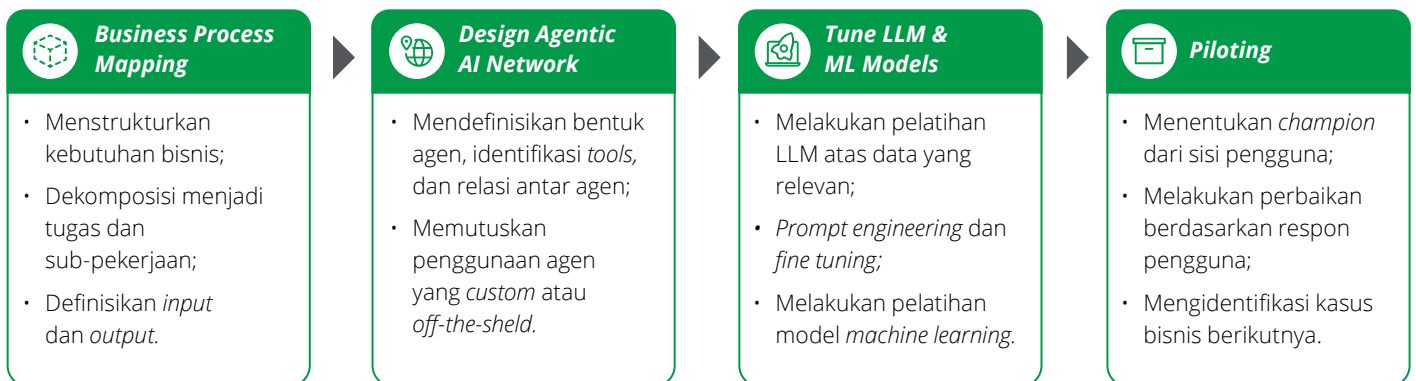 Business Process
Mapping
• Menstrukturkan
kebutuhan bisnis;
• Dekomposisi menjadi
tugas dan
sub-pekerjaan;
• Definisikan input
dan output.
Design Agentic
AI Network
• Mendefinisikan bentuk
agen, identifikasi tools,
dan relasi antar agen;
• Memutuskan
penggunaan agen
yang custom atau
off-the-sheld.
Tune LLM &
ML Models
• Melakukan pelatihan
LLM atas data yang
relevan;
• Prompt engineering dan
fine tuning;
• Melakukan pelatihan
model machine learning.
Piloting
• Menentukan champion
dari sisi pengguna;
• Melakukan perbaikan
berdasarkan respon
pengguna;
• Mengidentifikasi kasus
bisnis berikutnya.